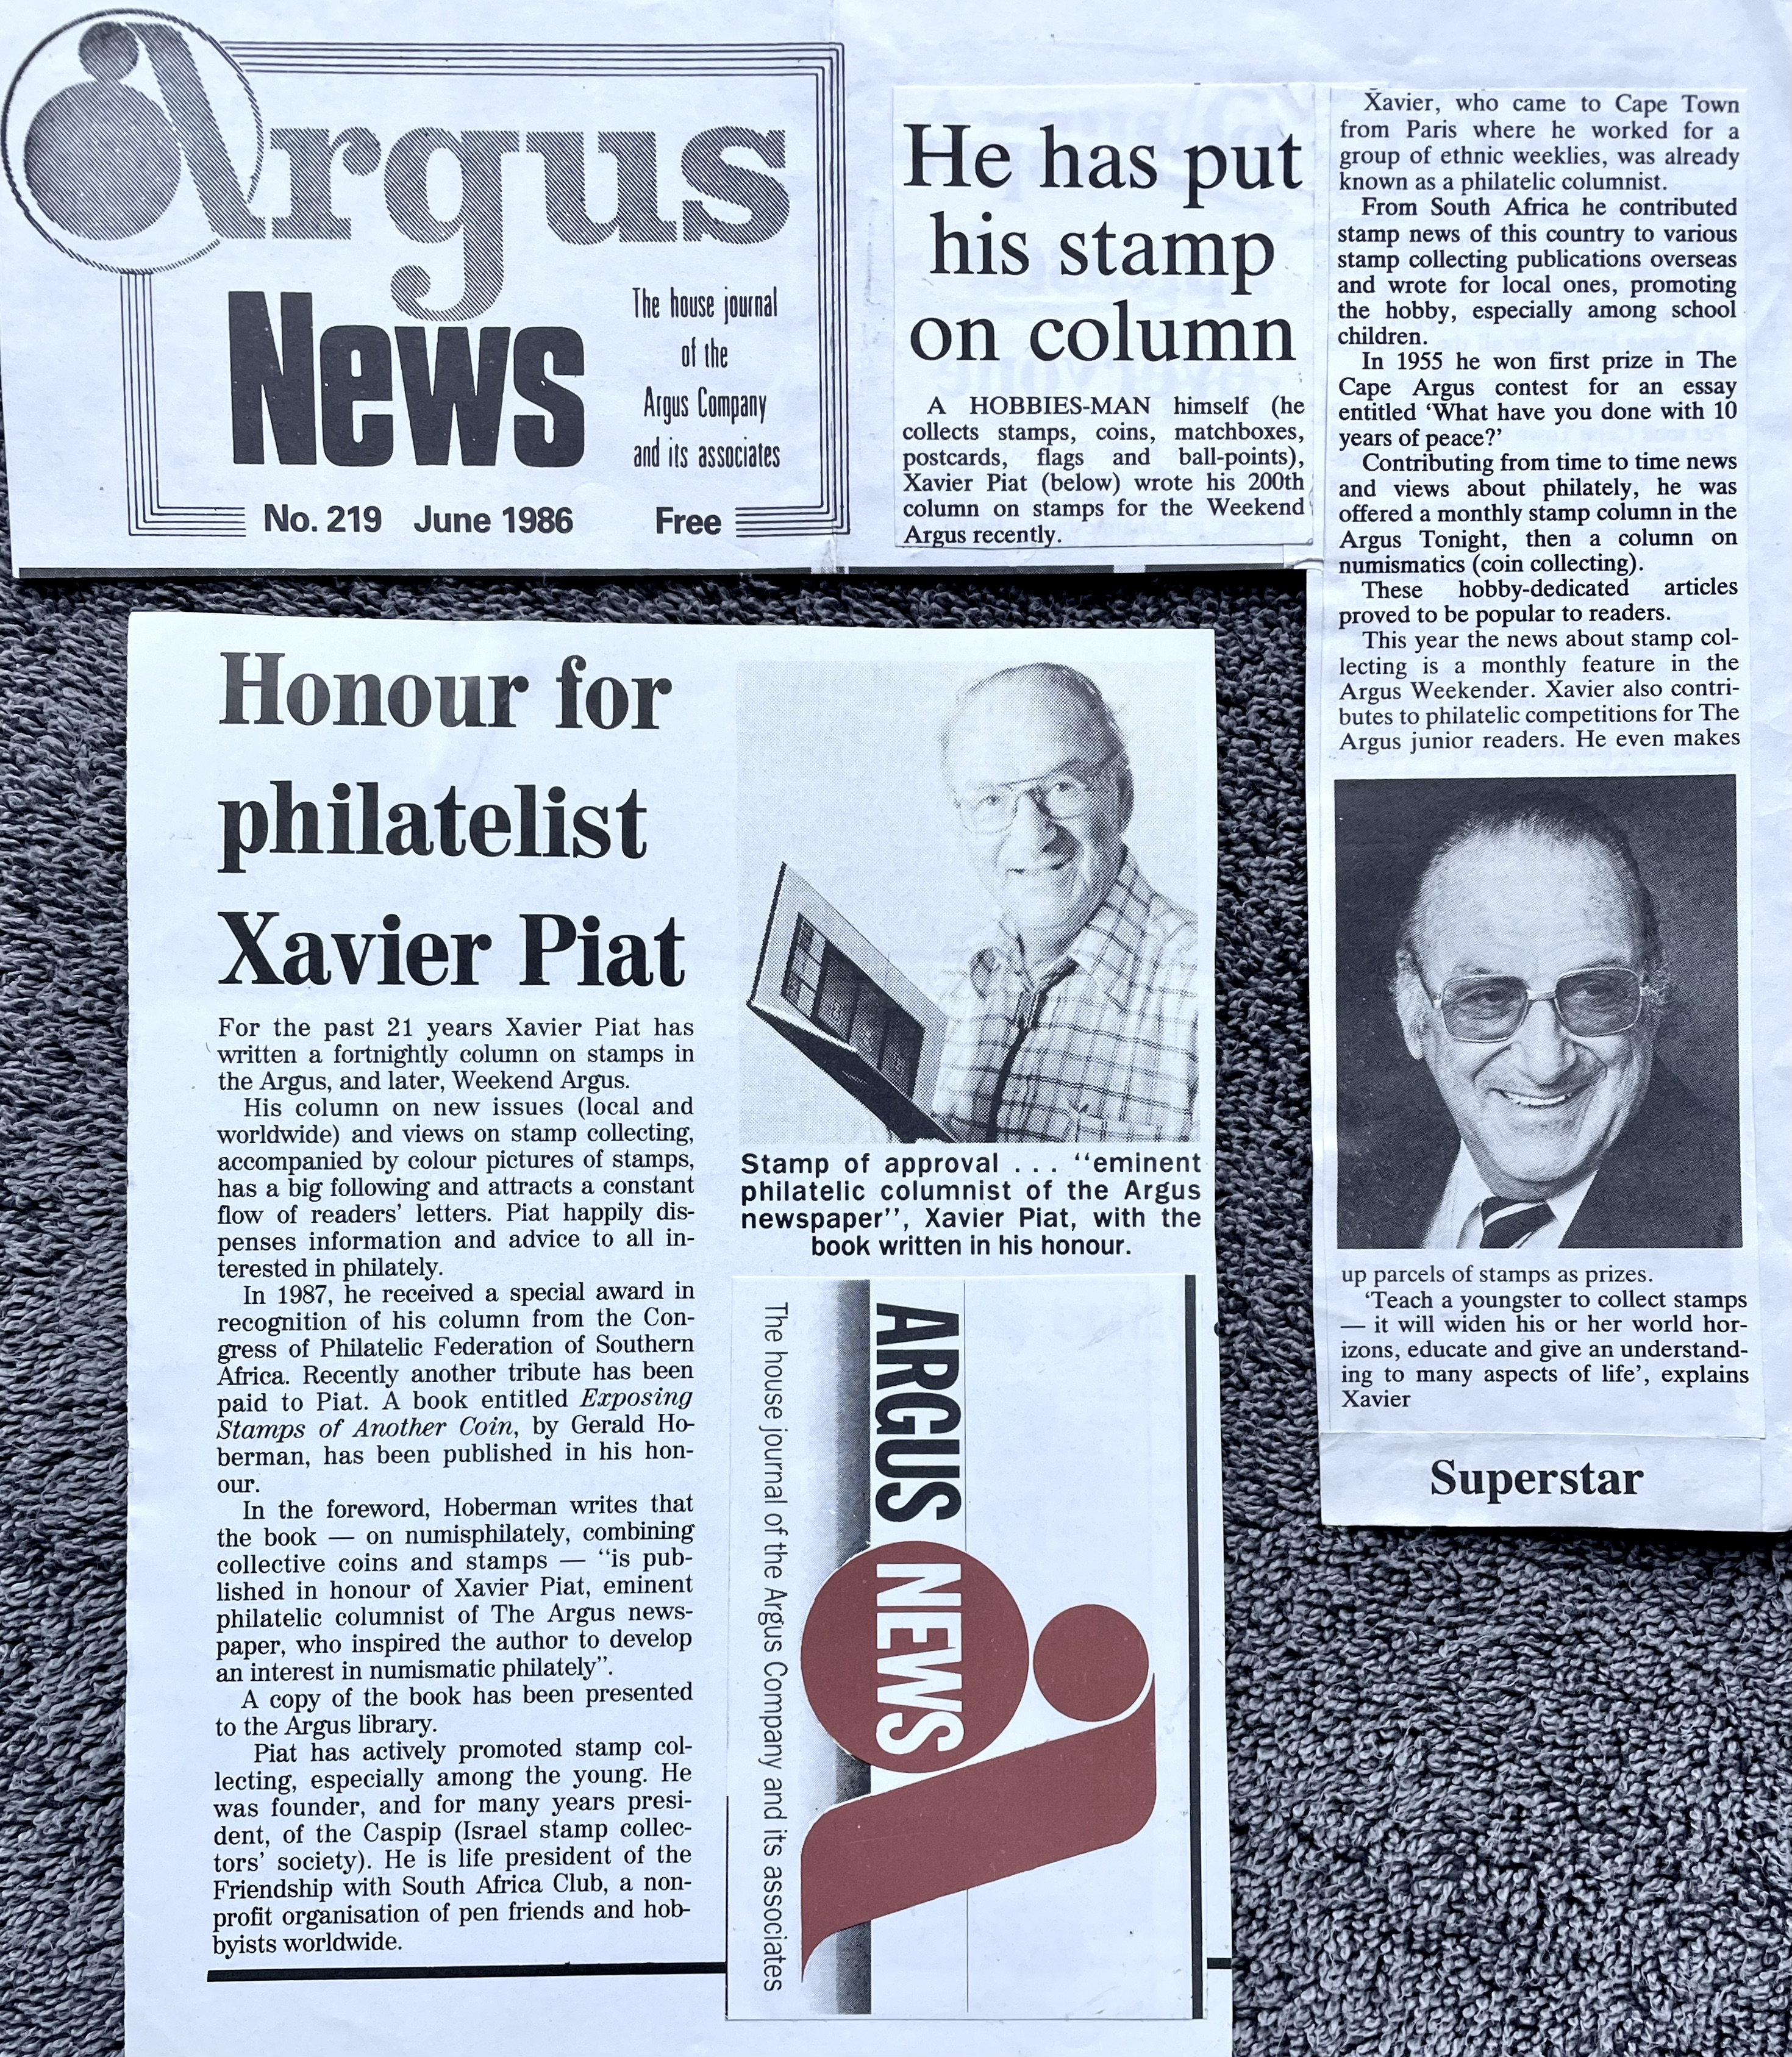 Argus
News
The house journal
of the
Argus Company
and its associates
No. 219 June 1986 Free
He has put
his stamp
on column
A HOBBIES-MAN himself (he
collects stamps, coins, matchboxes,
postcards, flags and ball-points),
Xavier Piat (below) wrote his 200th
column on stamps for the Weekend
Argus recently.
Xavier, who came to Cape Town
from Paris where he worked for a
group of ethnic weeklies, was already
known as a philatelic columnist.
From South Africa he contributed
stamp news of this country to various
stamp collecting publications overseas
and wrote for local ones, promoting
the hobby, especially among school
children.
In 1955 he won first prize in The
Cape Argus contest for an essay
entitled ‘What have you done with 10
years of peace?’
Contributing from time to time news
and views about philately, he was
offered a monthly stamp column in the
Argus Tonight, then a column on
numismatics (coin collecting).
These hobby-dedicated articles
proved to be popular to readers.
This year the news about stamp col-
lecting is a monthly feature in the
Argus Weekender. Xavier also contri-
butes to philatelic competitions for The
Argus junior readers. He even makes
up parcels of stamps as prizes.
‘Teach a youngster to collect stamps
— it will widen his or her world hor-
izons, educate and give an understand-
ing to many aspects of life’, explains
Xavier
Superstar
Honour for
philatelist
Xavier Piat
For the past 21 years Xavier Piat has
written a fortnightly column on stamps in
the Argus, and later, Weekend Argus.
His column on new issues (local and
worldwide) and views on stamp collecting,
accompanied by colour pictures of stamps,
has a big following and attracts a constant
flow of readers’ letters. Piat happily dis-
penses information and advice to all in-
terested in philately.
In 1987, he received a special award in
recognition of his column from the Con-
gress of Philatelic Federation of Southern
Africa. Recently another tribute has been
paid to Piat. A book entitled Exposing
Stamps of Another Coin, by Gerald Ho-
berman, has been published in his hon-
our.
In the foreword, Hoberman writes that
the book — on numisphilately, combining
collective coins and stamps — “is pub-
lished in honour of Xavier Piat, eminent
philatelic columnist of The Argus news-
paper, who inspired the author to develop
an interest in numismatic philately”.
A copy of the book has been presented
to the Argus library.
Piat has actively promoted stamp col-
lecting, especially among the young. He
was founder, and for many years presi-
dent, of the Caspip (Israel stamp collec-
tors’ society). He is life president of the
Friendship with South Africa Club, a non-
profit organisation of pen friends and hob-
byists worldwide.
Stamp of approval . . . “eminent
philatelic columnist of the Argus
newspaper”, Xavier Piat, with the
book written in his honour.
ARGUS NEWS
The house journal of the Argus Company and its associates